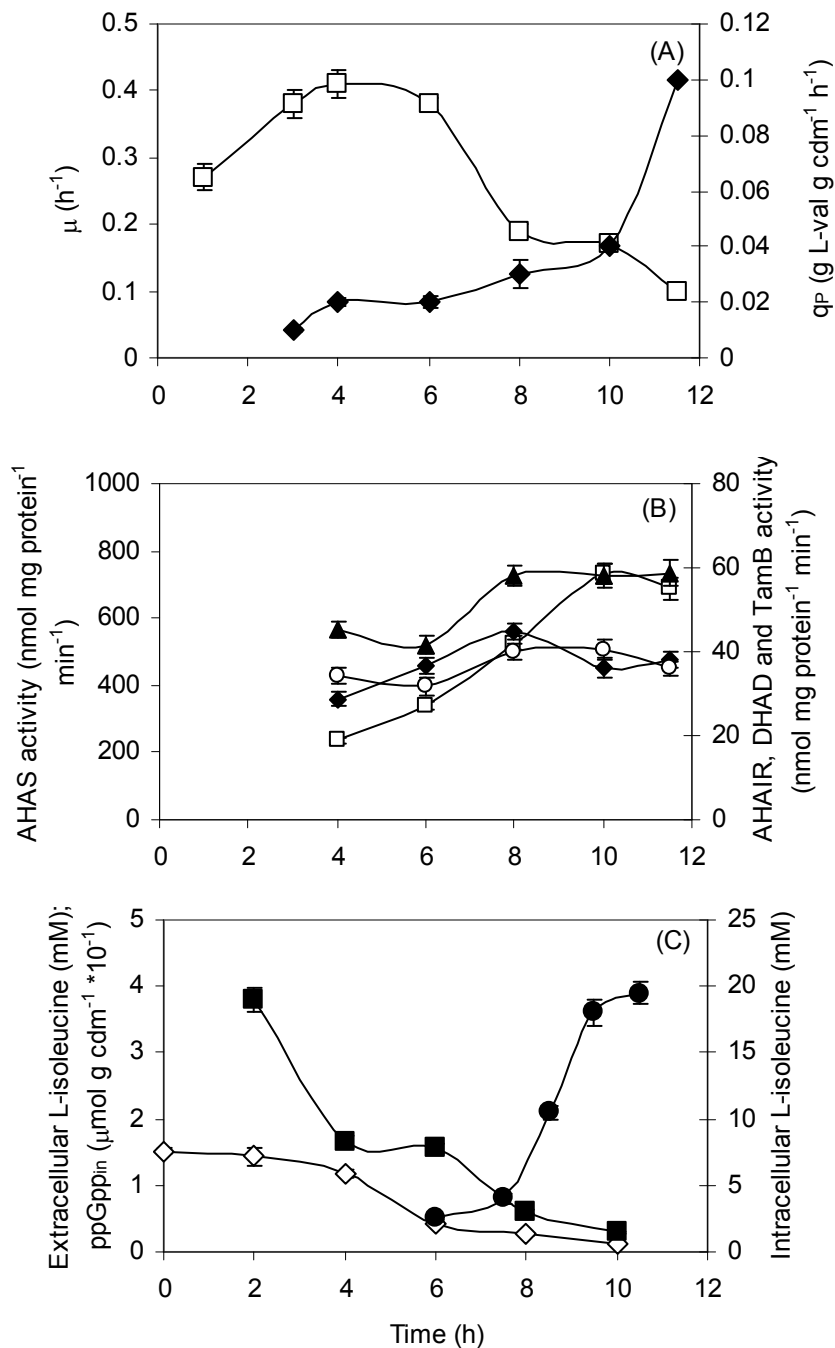 (A)
0.5
0.4
0.3
0.2
0.1
0
μ (h⁻¹)
0.12
0.1
0.08
0.06
0.04
0.02
0
qP (g L-val g cdm⁻¹ h⁻¹)
0 2 4 6 8 10 12
(B)
1000
800
600
400
200
0
AHAS activity (nmol mg protein⁻¹
min⁻¹)
80
60
40
20
0
AHAIR, DHAD and TamB activity
(nmol mg protein⁻¹ min⁻¹)
0 2 4 6 8 10 12
(C)
5
4
3
2
1
0
Extracellular L-isoleucine (mM);
ppGppin (μmol g cdm⁻¹ *10⁻¹)
25
20
15
10
5
0
Intracellular L-isoleucine (mM)
0 2 4 6 8 10 12
Time (h)